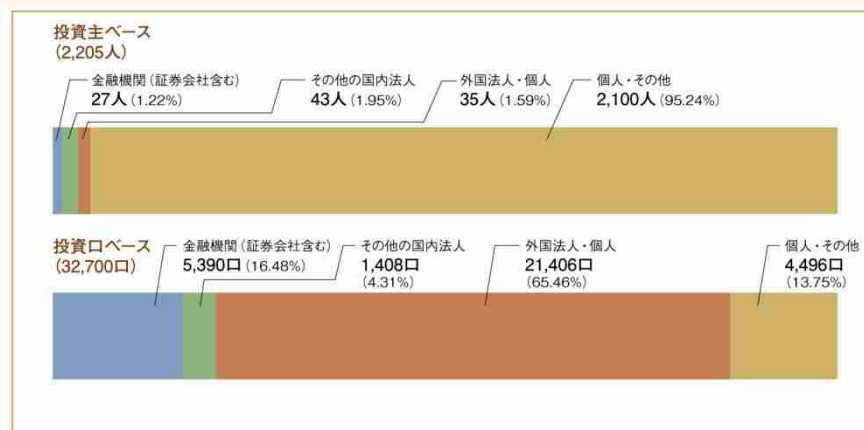 投資主ベース
(2,205人)
金融機関(証券会社含む)
27人(1.22%)
その他の国内法人
43人(1.95%)
外国法人・個人
35人(1.59%)
個人・その他
2,100人(95.24%)
投資口ベース
(32,700口)
金融機関(証券会社含む)
5,390口(16.48%)
その他の国内法人
1,408口
(4.31%)
外国法人・個人
21,406口
(65.46%)
個人・その他
4,496口
(13.75%)